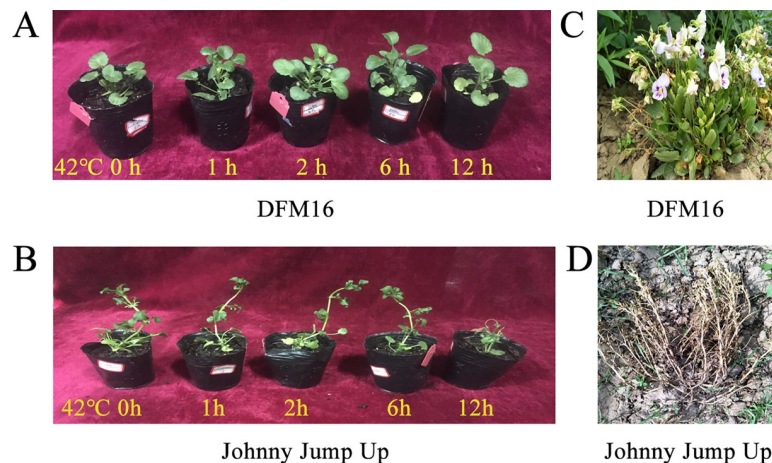 A
42℃ 0 h 1 h 2 h 6 h 12 h
DFM16
C
DFM16
B
42℃ 0h 1h 2h 6h 12h
Johnny Jump Up
D
Johnny Jump Up